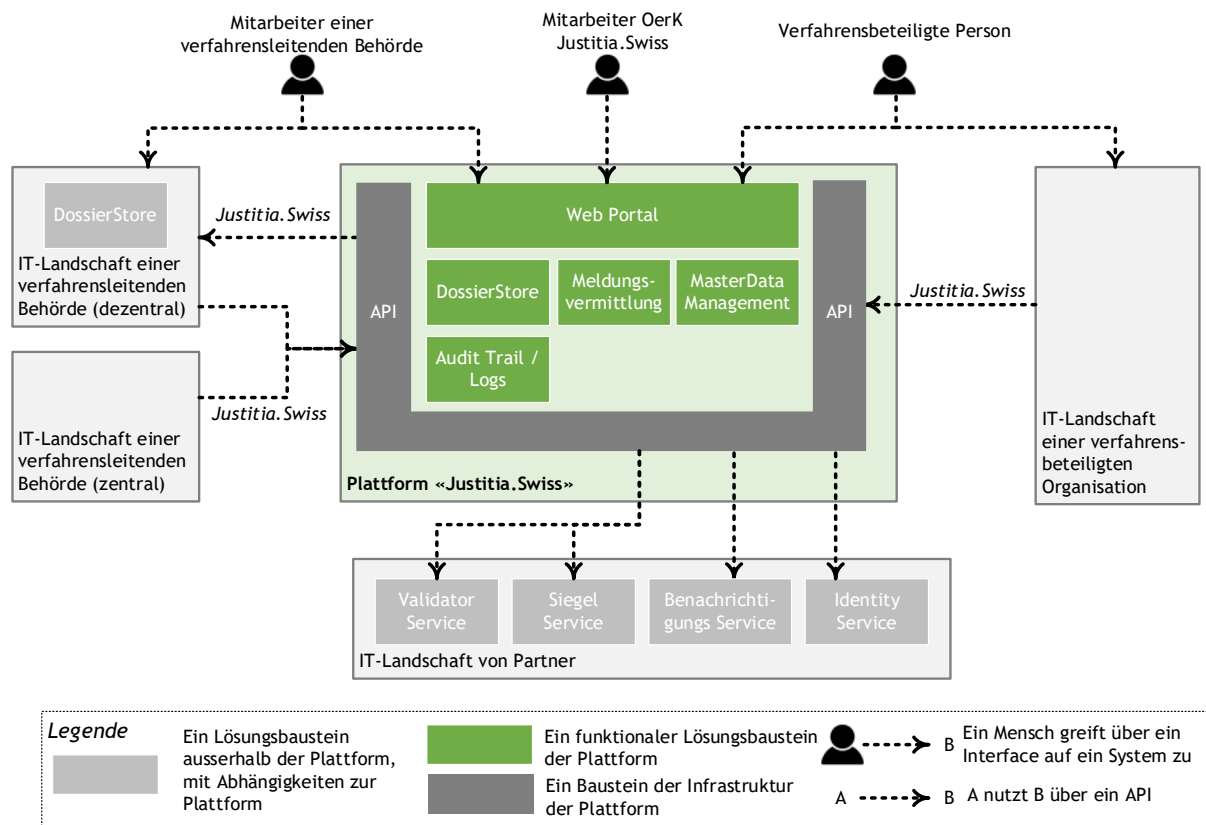 Mitarbeiter einer
verfahrensleitenden Behörde
Mitarbeiter OerK
Justitia.Swiss
Verfahrensbeteiligte Person
DossierStore
IT-Landschaft einer
verfahrensleitenden
Behörde (dezentral)
Justitia.Swiss
IT-Landschaft einer
verfahrensleitenden
Behörde (zentral)
Justitia.Swiss
API
Web Portal
DossierStore
Meldungs-
vermittlung
MasterData
Management
Audit Trail /
Logs
API
Plattform «Justitia.Swiss»
Justitia.Swiss
IT-Landschaft
einer verfahrens-
beteiligten
Organisation
Validator
Service
Siegel
Service
Benachrichti-
gungs Service
Identity
Service
IT-Landschaft von Partner
Legende
Ein Lösungsbaustein
ausserhalb der Plattform,
mit Abhängigkeiten zur
Plattform
Ein funktionaler Lösungsbaustein
der Plattform
Ein Baustein der Infrastruktur
der Plattform
B
Ein Mensch greift über ein
Interface auf ein System zu
A
B
A nutzt B über ein API